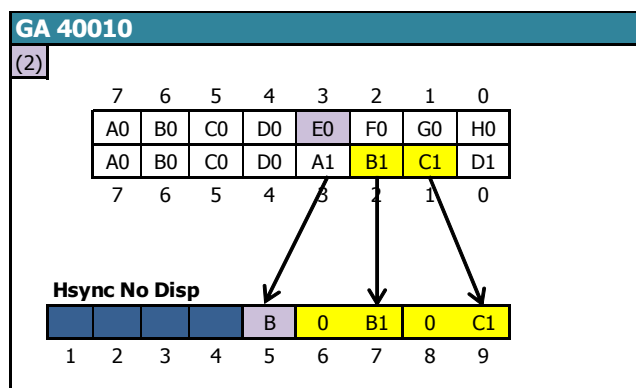 GA 40010
(2)
7 6 5 4 3 2 1 0
A0 B0 C0 D0 E0 F0 G0 H0
A0 B0 C0 D0 A1 B1 C1 D1
7 6 5 4 3 2 1 0
Hsync No Disp
B 0 B1 0 C1
1 2 3 4 5 6 7 8 9